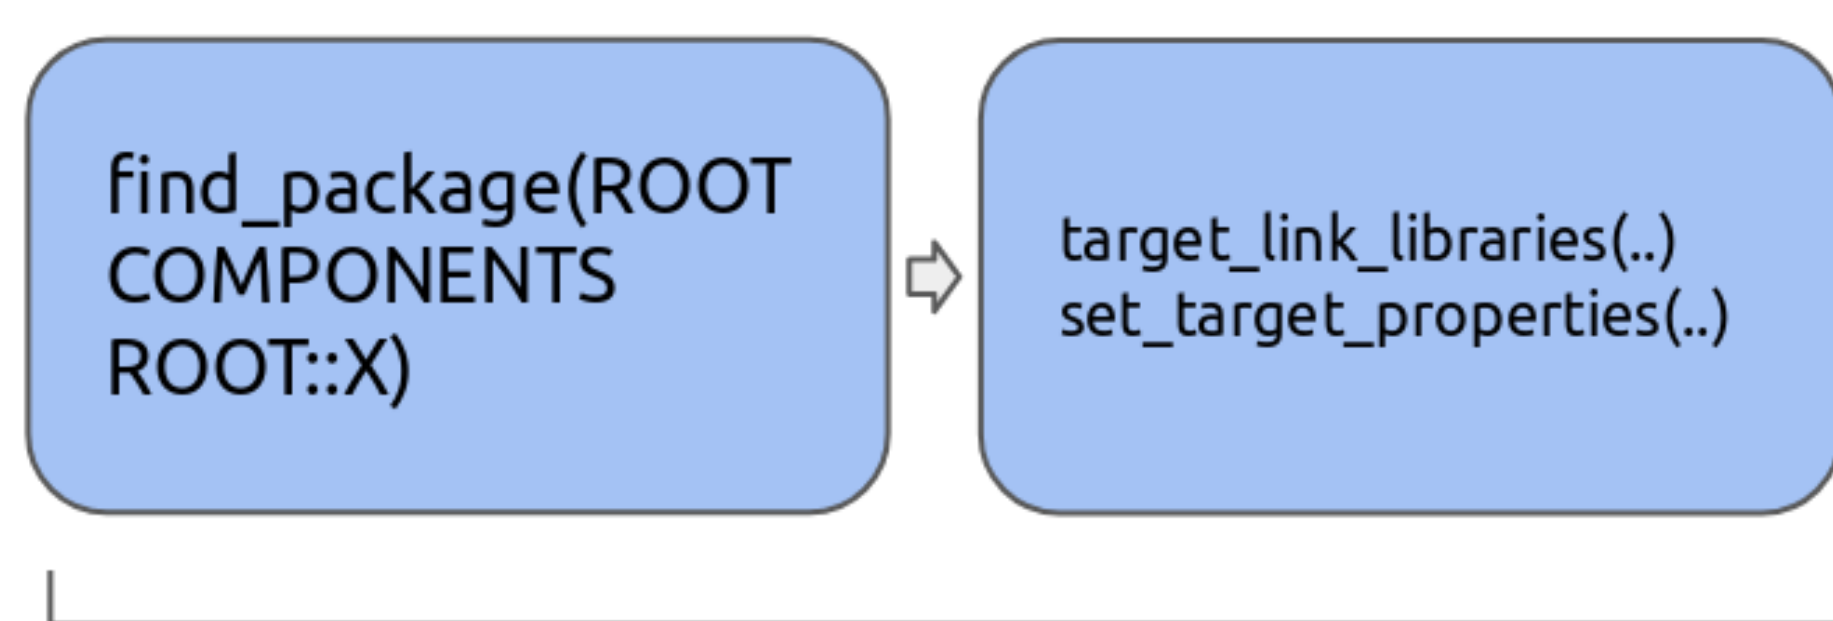 find_package(ROOT
COMPONENTS
ROOT::X)
target_link_libraries(..)
set_target_properties(..)